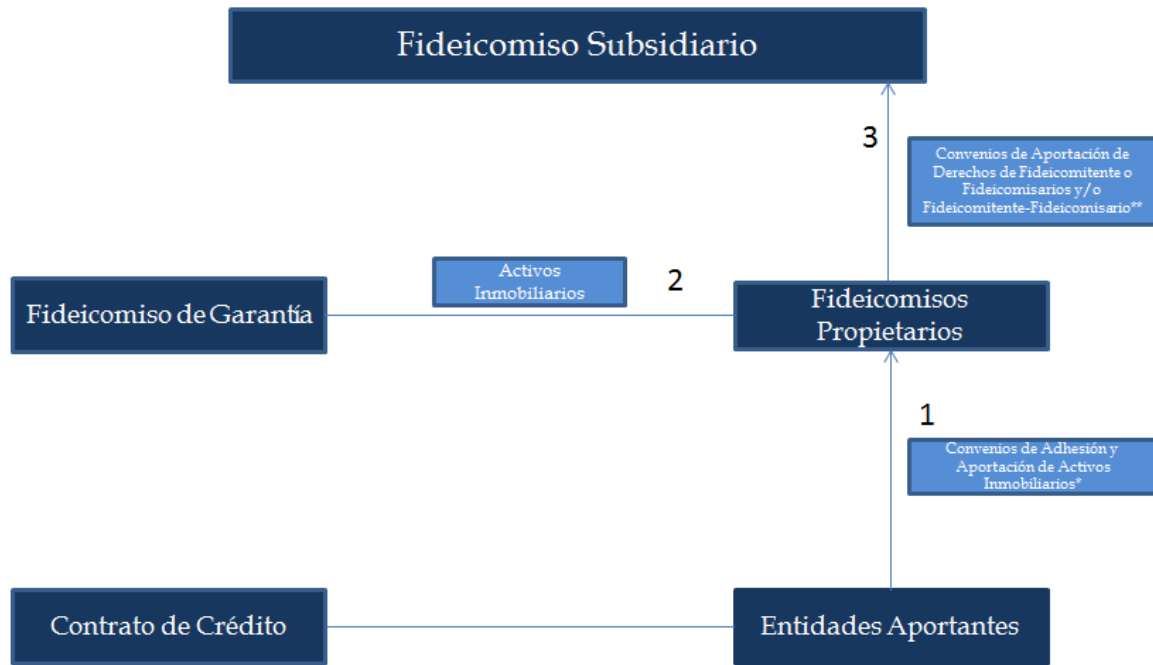 Fideicomiso Subsidiario
3
Convenios de Aportación de
Derechos de Fideicomitente o
Fideicomisarios y/o
Fideicomitente-Fideicomisario**
Activos
Inmobiliarios
2
Fideicomiso de Garantía
Fideicomisos
Propietarios
1
Convenios de Adhesión y
Aportación de Activos
Inmobiliarios*
Contrato de Crédito
Entidades Aportantes